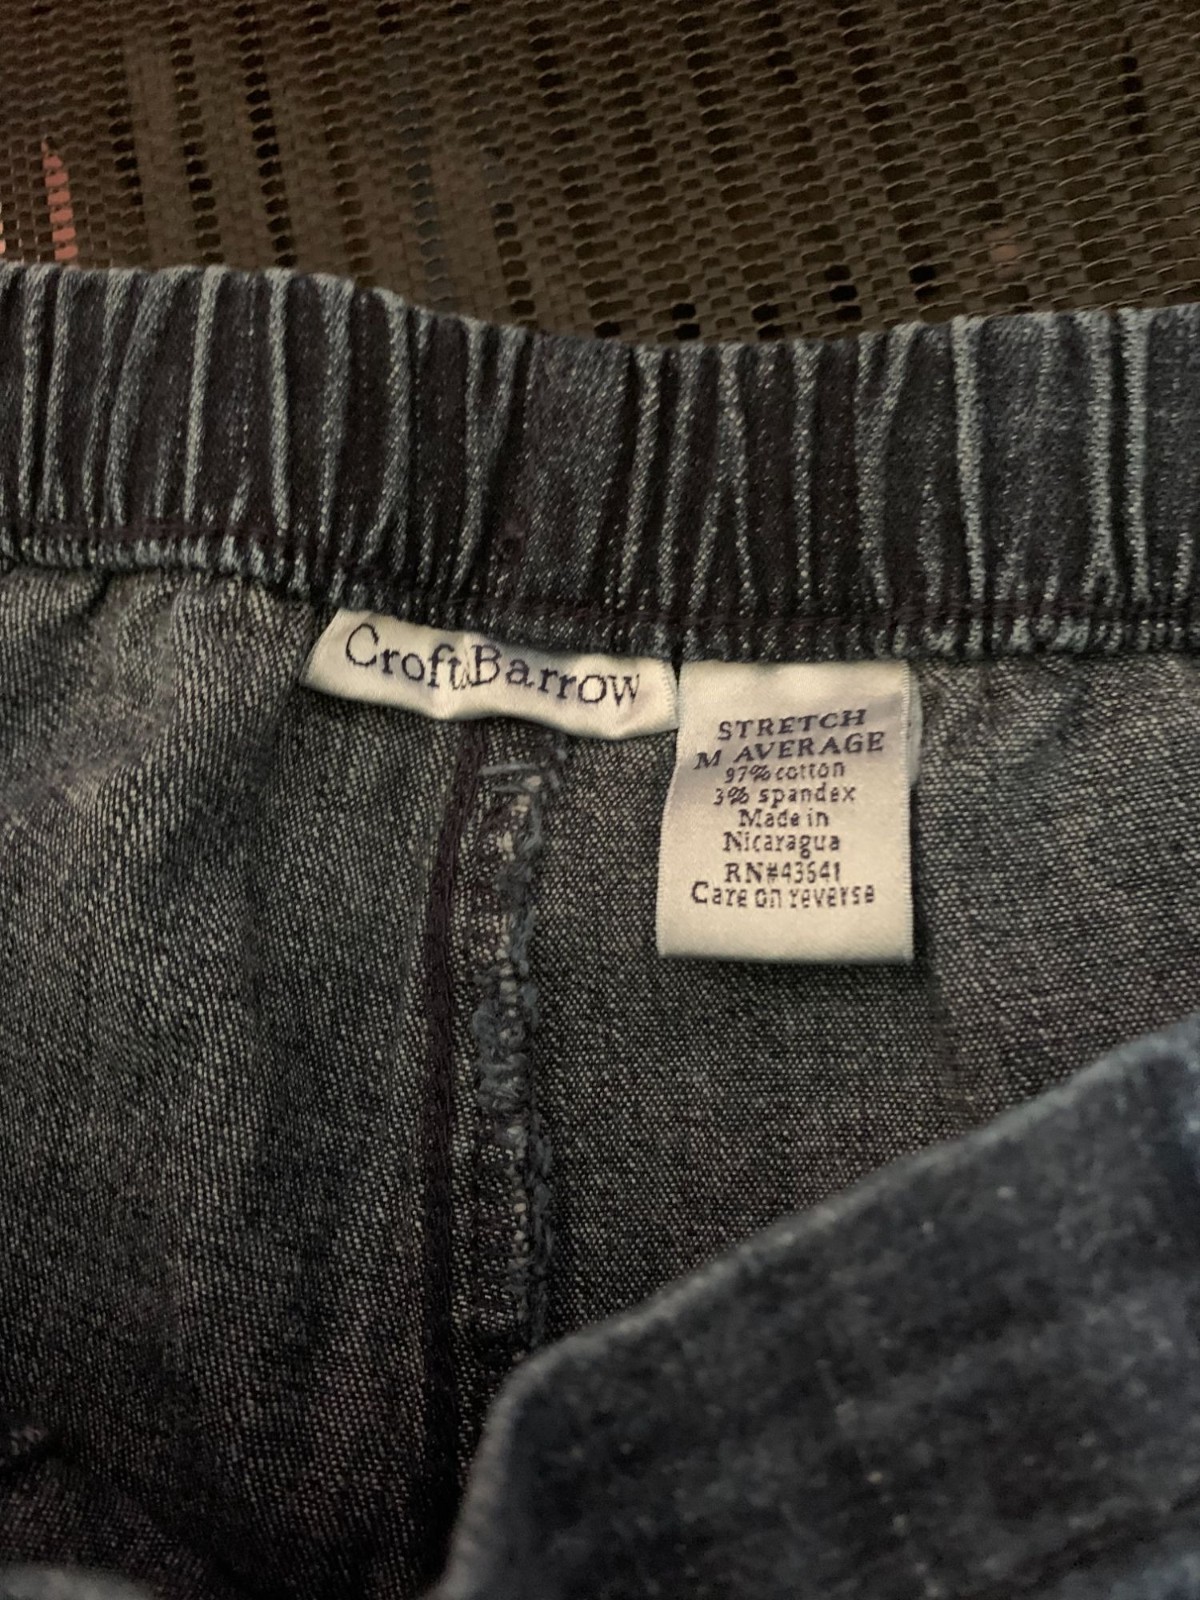 Croft & Barrow
STRETCH
M AVERAGE
97% cotton
3% spandex
Made in
Nicaragua
RN#43641
Care on reverse